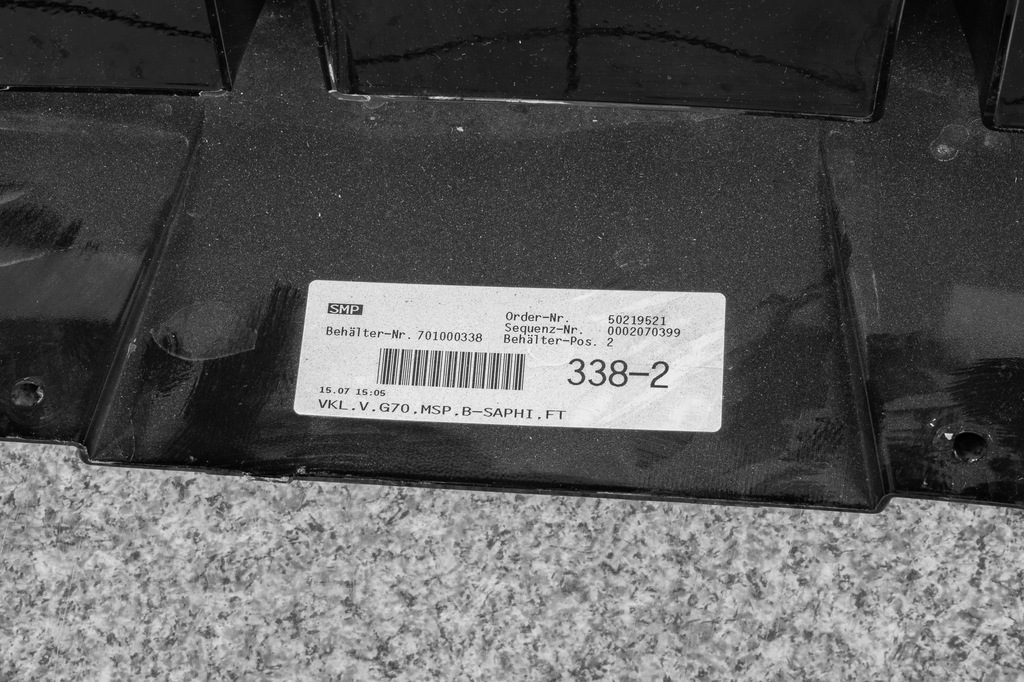 SMP
Order-Nr. 50219521
Sequenz-Nr. 0002070399
Behälter-Nr. 701000338 Behälter-Pos. 2
338-2
15.07 15:05
VKL.V.G70.MSP.B-SAPHI.FT